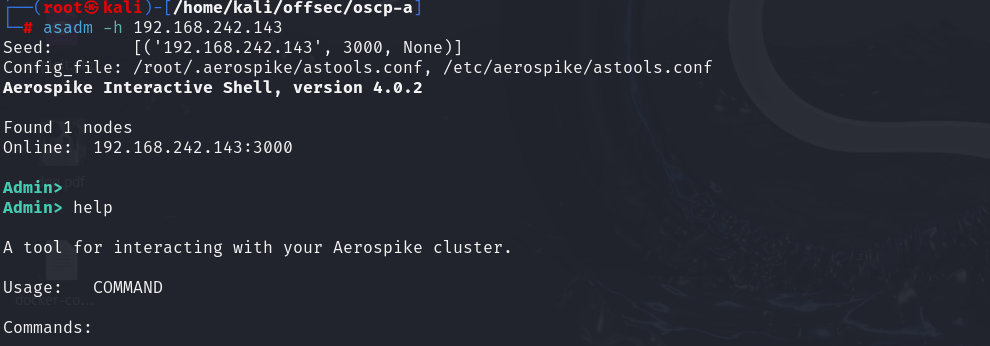 ┌──(root㉿kali)-[/home/kali/offsec/oscp-a]
└─# asadm -h 192.168.242.143
Seed:        [('192.168.242.143', 3000, None)]
Config_file: /root/.aerospike/astools.conf, /etc/aerospike/astools.conf
Aerospike Interactive Shell, version 4.0.2
Found 1 nodes
Online:  192.168.242.143:3000
Admin>
Admin> help
A tool for interacting with your Aerospike cluster.
Usage:   COMMAND
docker-co...
Commands: